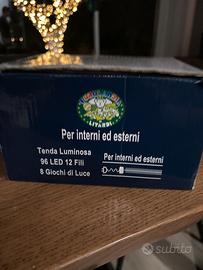 LITARDI
Per interni ed esterni
Tenda Luminosa
96 LED 12 Fili
8 Giochi di Luce
Per interni ed esterni
subito